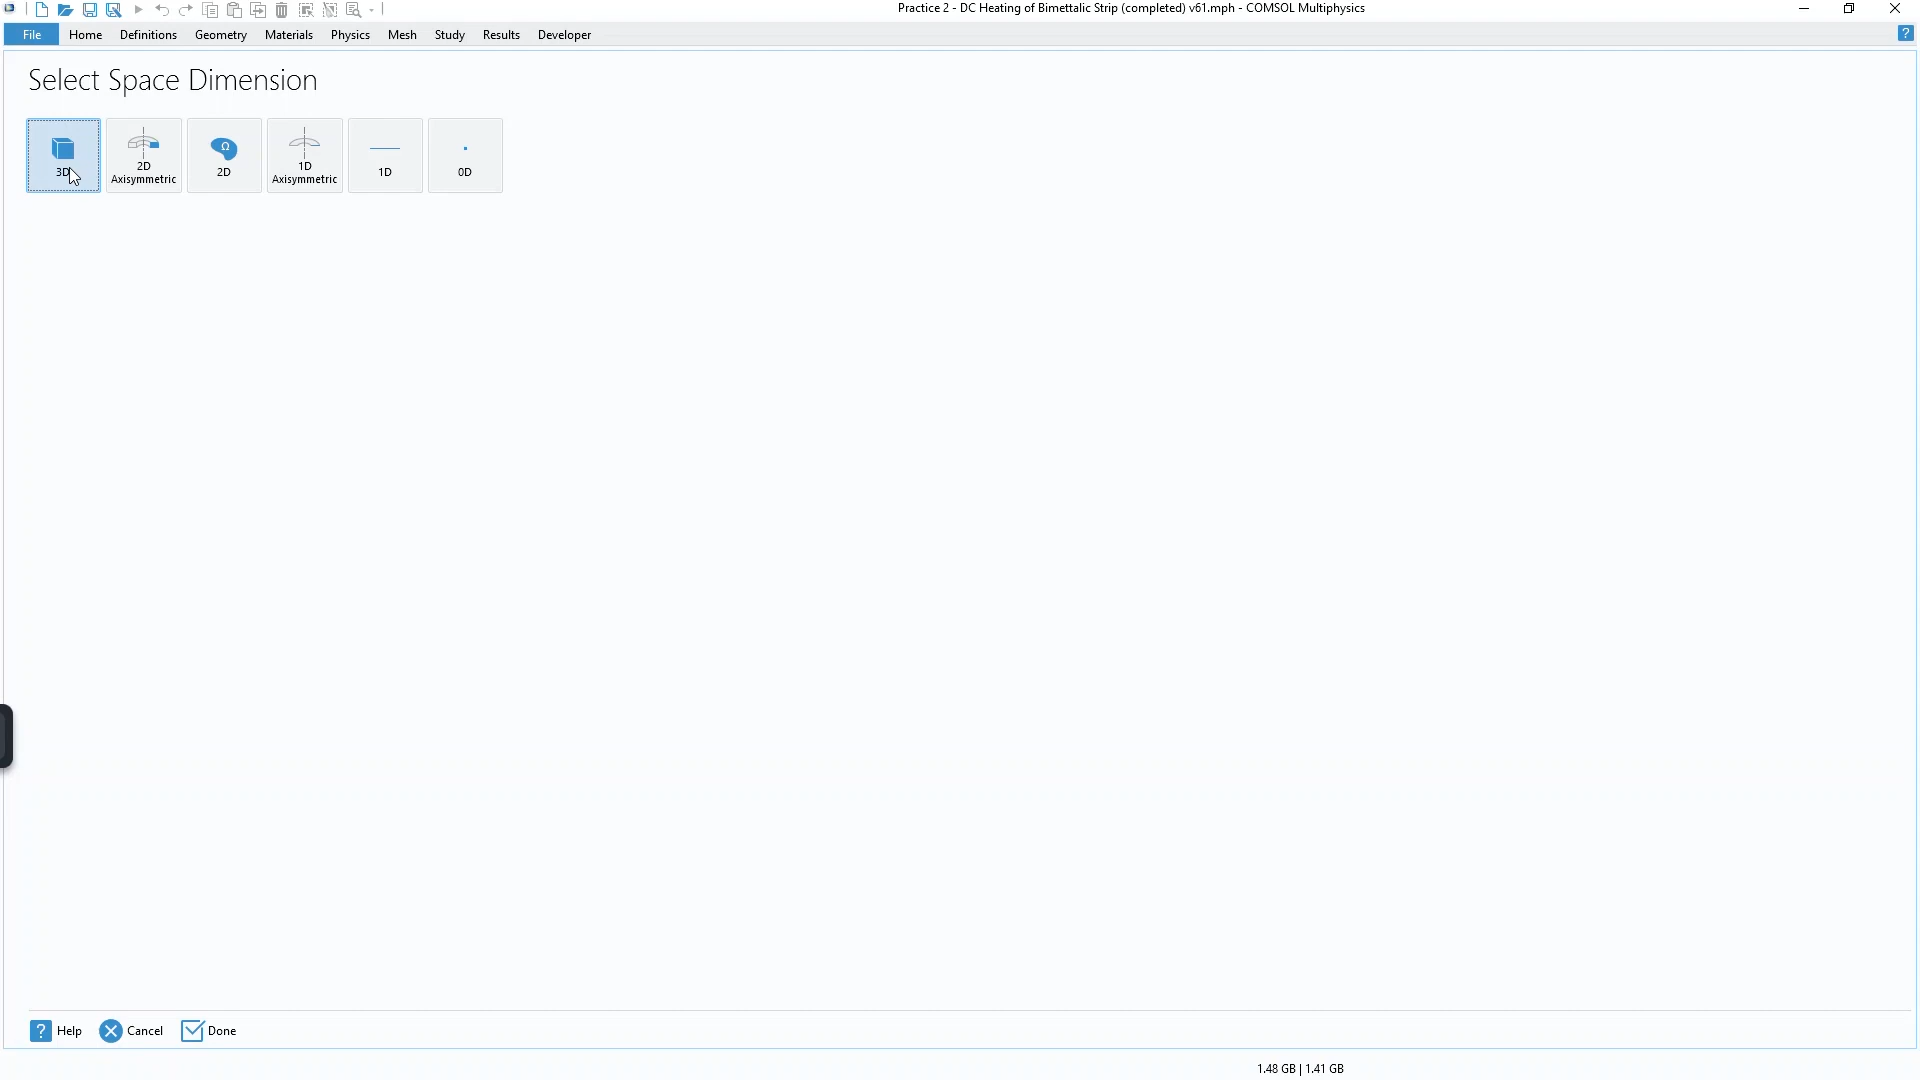 Practice 2 - DC Heating of Bimettalic Strip (completed) v61.mph - COMSOL Multiphysics
File Home Definitions Geometry Materials Physics Mesh Study Results Developer ?
Select Space Dimension
3D
2D
Axisymmetric
Ω
2D
1D
Axisymmetric
1D
0D
? Help Cancel Done
1.48 GB | 1.41 GB